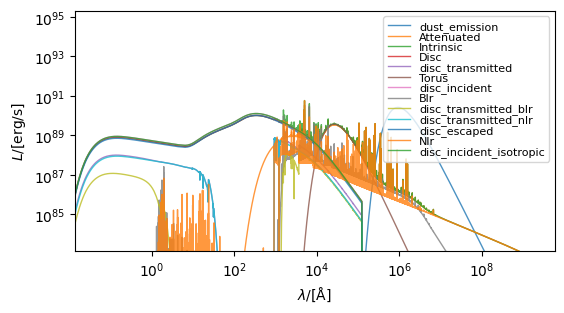 10^95
10^93
10^91
10^89
10^87
10^85
L/[erg/s]
dust_emission
Attenuated
Intrinsic
Disc
disc_transmitted
Torus
disc_incident
Blr
disc_transmitted_blr
disc_transmitted_nlr
disc_escaped
Nlr
disc_incident_isotropic
10^0 10^2 10^4 10^6 10^8
λ/[Å]